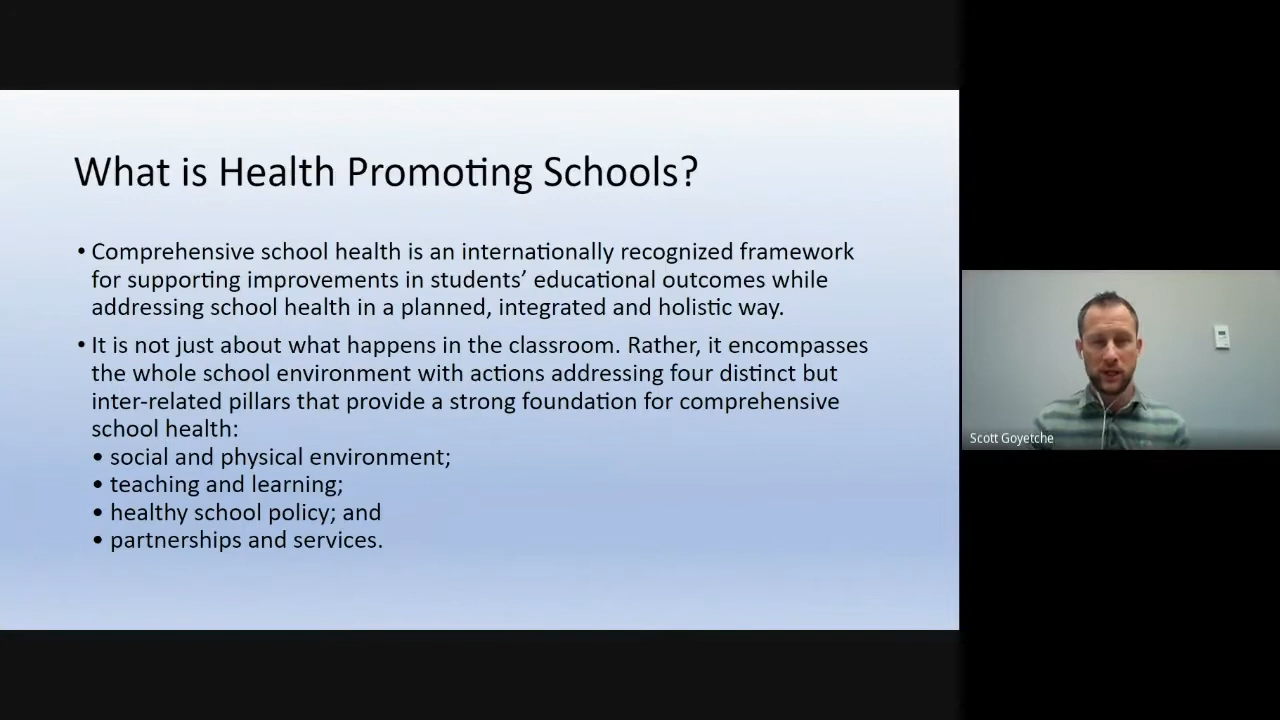 What is Health Promoting Schools?
• Comprehensive school health is an internationally recognized framework
for supporting improvements in students’ educational outcomes while
addressing school health in a planned, integrated and holistic way.
• It is not just about what happens in the classroom. Rather, it encompasses
the whole school environment with actions addressing four distinct but
inter-related pillars that provide a strong foundation for comprehensive
school health:
• social and physical environment;
• teaching and learning;
• healthy school policy; and
• partnerships and services.
Scott Goyetche